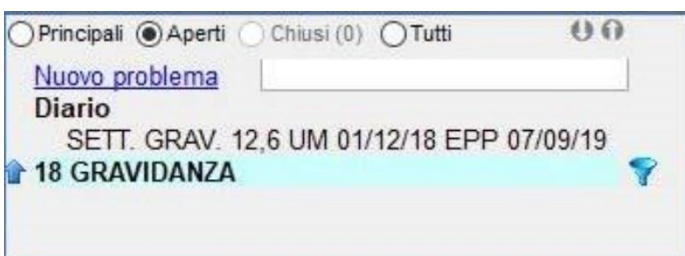 Principali Aperti Chiusi (0) Tutti
Nuovo problema
Diario
SETT. GRAV. 12,6 UM 01/12/18 EPP 07/09/19
18 GRAVIDANZA